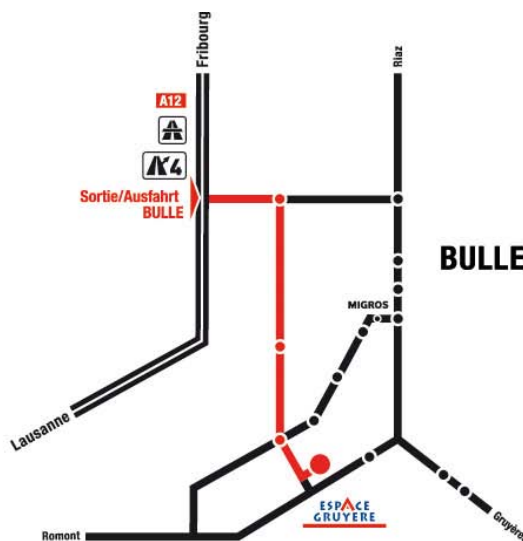 Fribourg
Riaz
A12
4
Sortie/Ausfahrt
BULLE
BULLE
MIGROS
Lausanne
ESPACE
GRUYERE
Gruyères
Romont